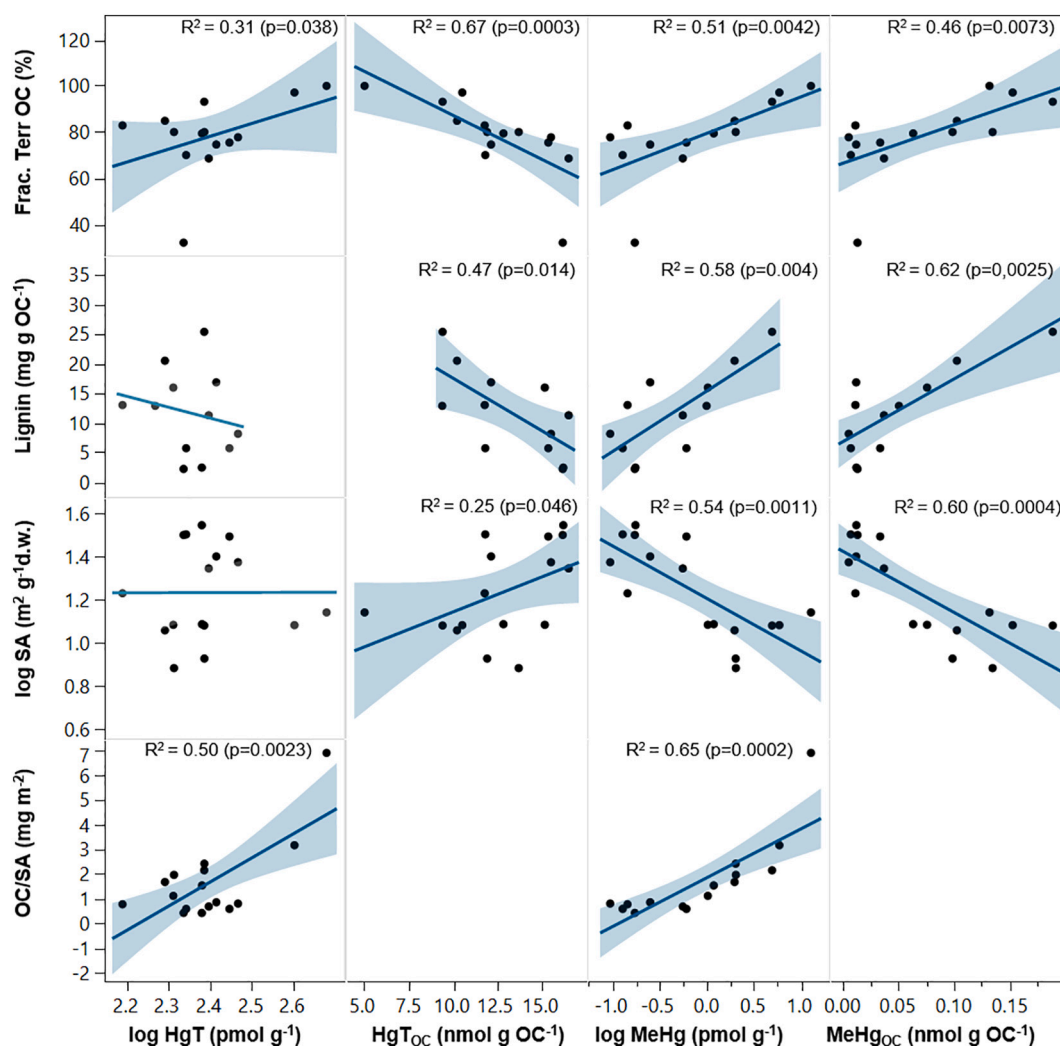 R² = 0.31 (p=0.038)
R² = 0.67 (p=0.0003)
R² = 0.51 (p=0.0042)
R² = 0.46 (p=0.0073)
Frac. Terr OC (%)
120
100
80
60
40
R² = 0.47 (p=0.014)
R² = 0.58 (p=0.004)
R² = 0.62 (p=0,0025)
Lignin (mg g OC⁻¹)
35
30
25
20
15
10
5
0
R² = 0.25 (p=0.046)
R² = 0.54 (p=0.0011)
R² = 0.60 (p=0.0004)
log SA (m² g⁻¹d.w.)
1.6
1.4
1.2
1.0
0.8
0.6
R² = 0.50 (p=0.0023)
R² = 0.65 (p=0.0002)
OC/SA (mg m⁻²)
7
6
5
4
3
2
1
0
-1
-2
2.2 2.3 2.4 2.5 2.6
5.0 7.5 10.0 12.5 15.0
-1.0 -0.5 0.0 0.5 1.0
0.00 0.05 0.10 0.15
log HgT (pmol g⁻¹)
HgT_OC (nmol g OC⁻¹)
log MeHg (pmol g⁻¹)
MeHg_OC (nmol g OC⁻¹)